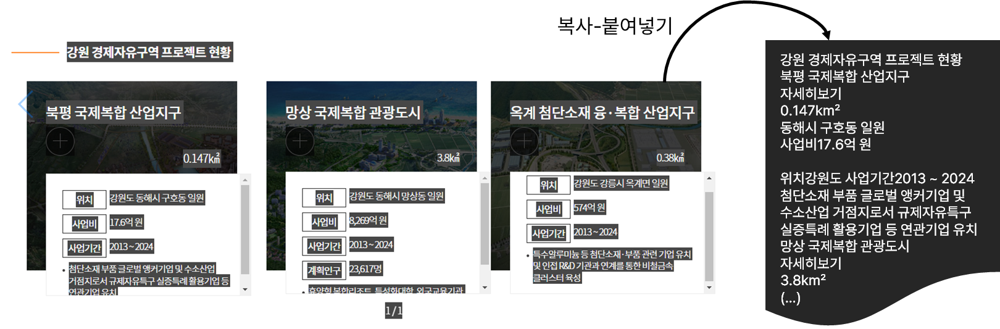 복사-붙여넣기
강원 경제자유구역 프로젝트 현황
북평 국제복합 산업지구
0.147㎢
위치 강원도 동해시 구호동 일원
사업비 17.6억 원
사업기간 2013 ~ 2024
• 첨단소재 부품 글로벌 앵커기업 및 수소산업
거점지로서 규제자유특구 실증특례 활용기업 등
연관기업 유치
망상 국제복합 관광도시
3.8㎢
위치 강원도 동해시 망상동 일원
사업비 8,269억 원
사업기간 2013 ~ 2024
계획인구 23,617명
• 휴양형 복합리조트, 특성화대학, 외국교육기관
옥계 첨단소재 융·복합 산업지구
0.38㎢
위치 강원도 강릉시 옥계면 일원
사업비 574억 원
사업기간 2013 ~ 2024
• 특수알루미늄 등 첨단소재·부품 관련 기업 유치
및 인접 R&D 기관과 연계를 통한 비철금속
클러스터 육성
1 / 1
강원 경제자유구역 프로젝트 현황
북평 국제복합 산업지구
자세히보기
0.147km²
동해시 구호동 일원
사업비17.6억 원
위치강원도 사업기간2013 ~ 2024
첨단소재 부품 글로벌 앵커기업 및
수소산업 거점지로서 규제자유특구
실증특례 활용기업 등 연관기업 유치
망상 국제복합 관광도시
자세히보기
3.8km²
(...)